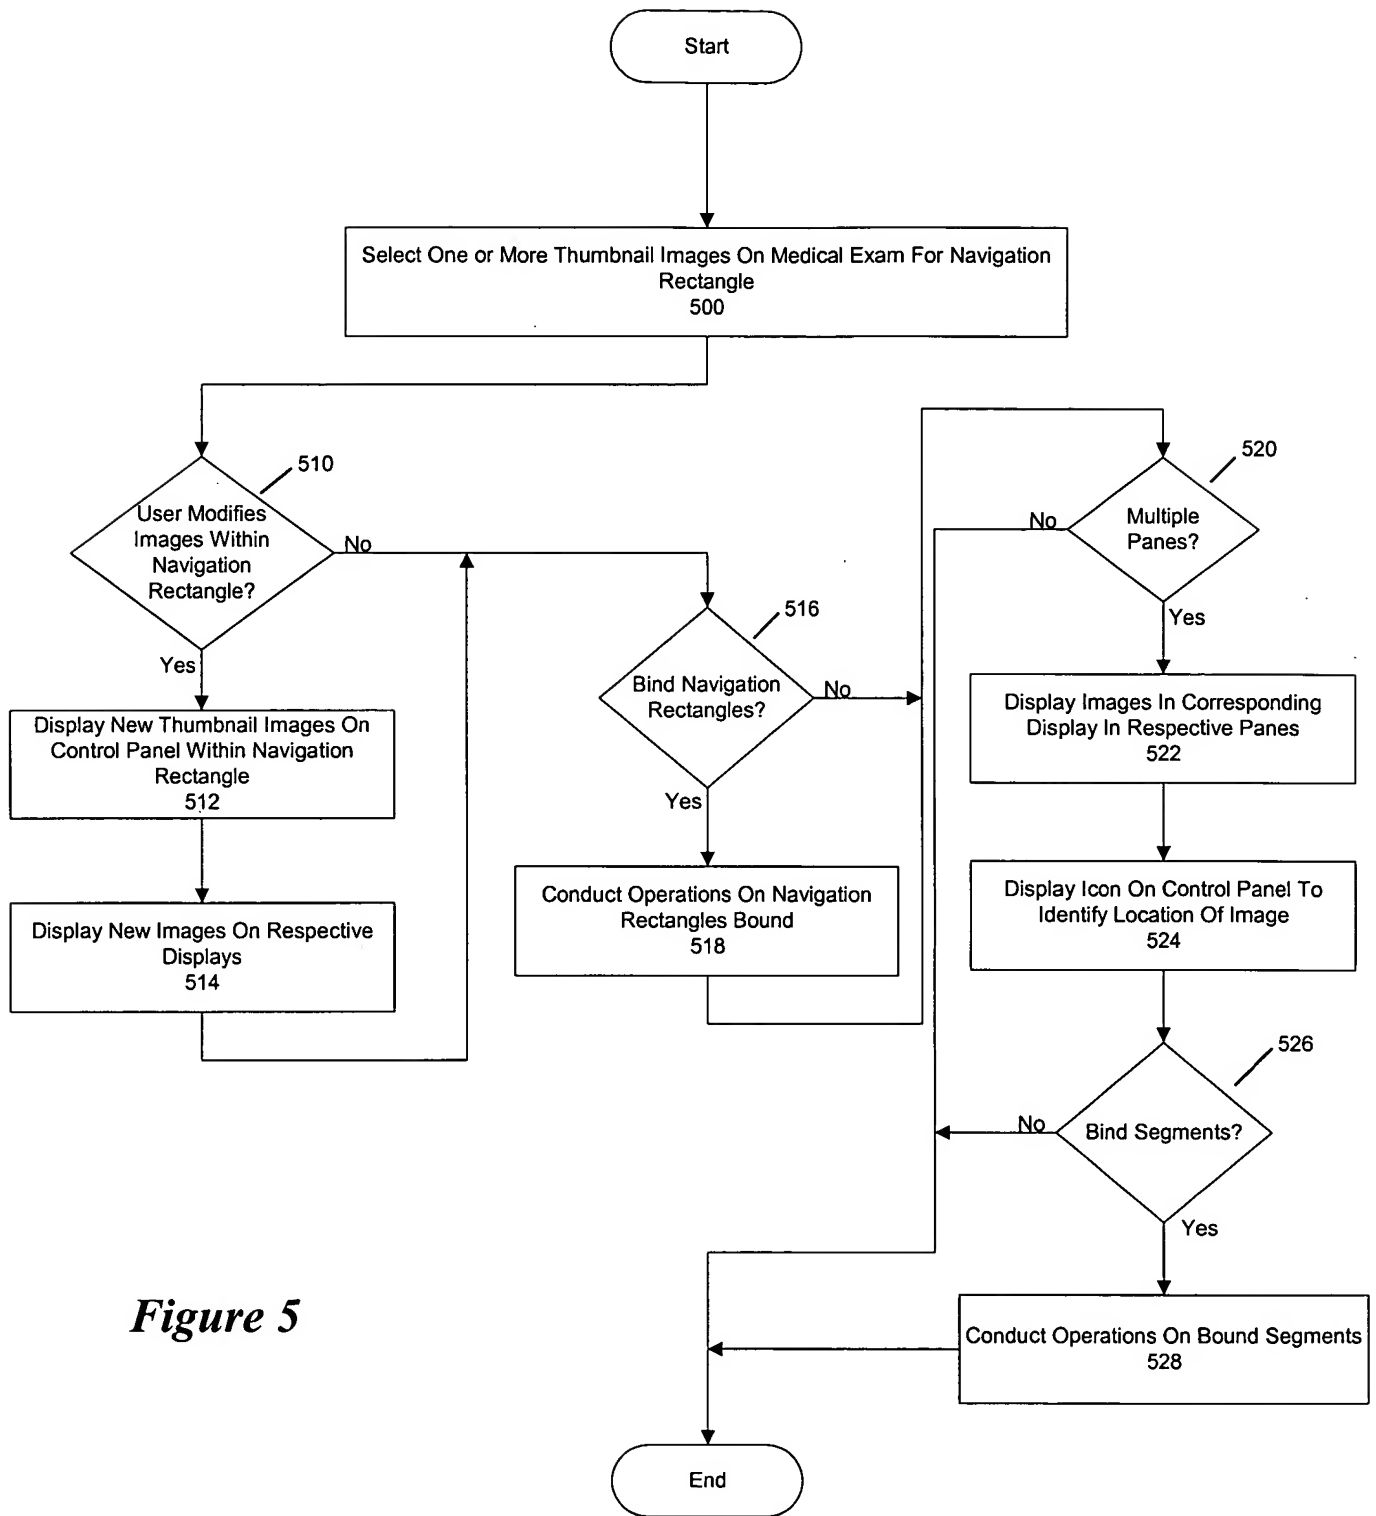 Start
Select One or More Thumbnail Images On Medical Exam For Navigation
Rectangle
500
510
User Modifies
Images Within
Navigation
Rectangle?
No
Yes
Display New Thumbnail Images On
Control Panel Within Navigation
Rectangle
512
Display New Images On Respective
Displays
514
516
Bind Navigation
Rectangles?
No
Yes
Conduct Operations On Navigation
Rectangles Bound
518
520
Multiple
Panes?
No
Yes
Display Images In Corresponding
Display In Respective Panes
522
Display Icon On Control Panel To
Identify Location Of Image
524
526
Bind Segments?
No
Yes
Conduct Operations On Bound Segments
528
End
Figure 5